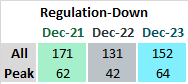 Regulation-Down
Dec-21 Dec-22 Dec-23
All 171 131 152
Peak 62 42 64